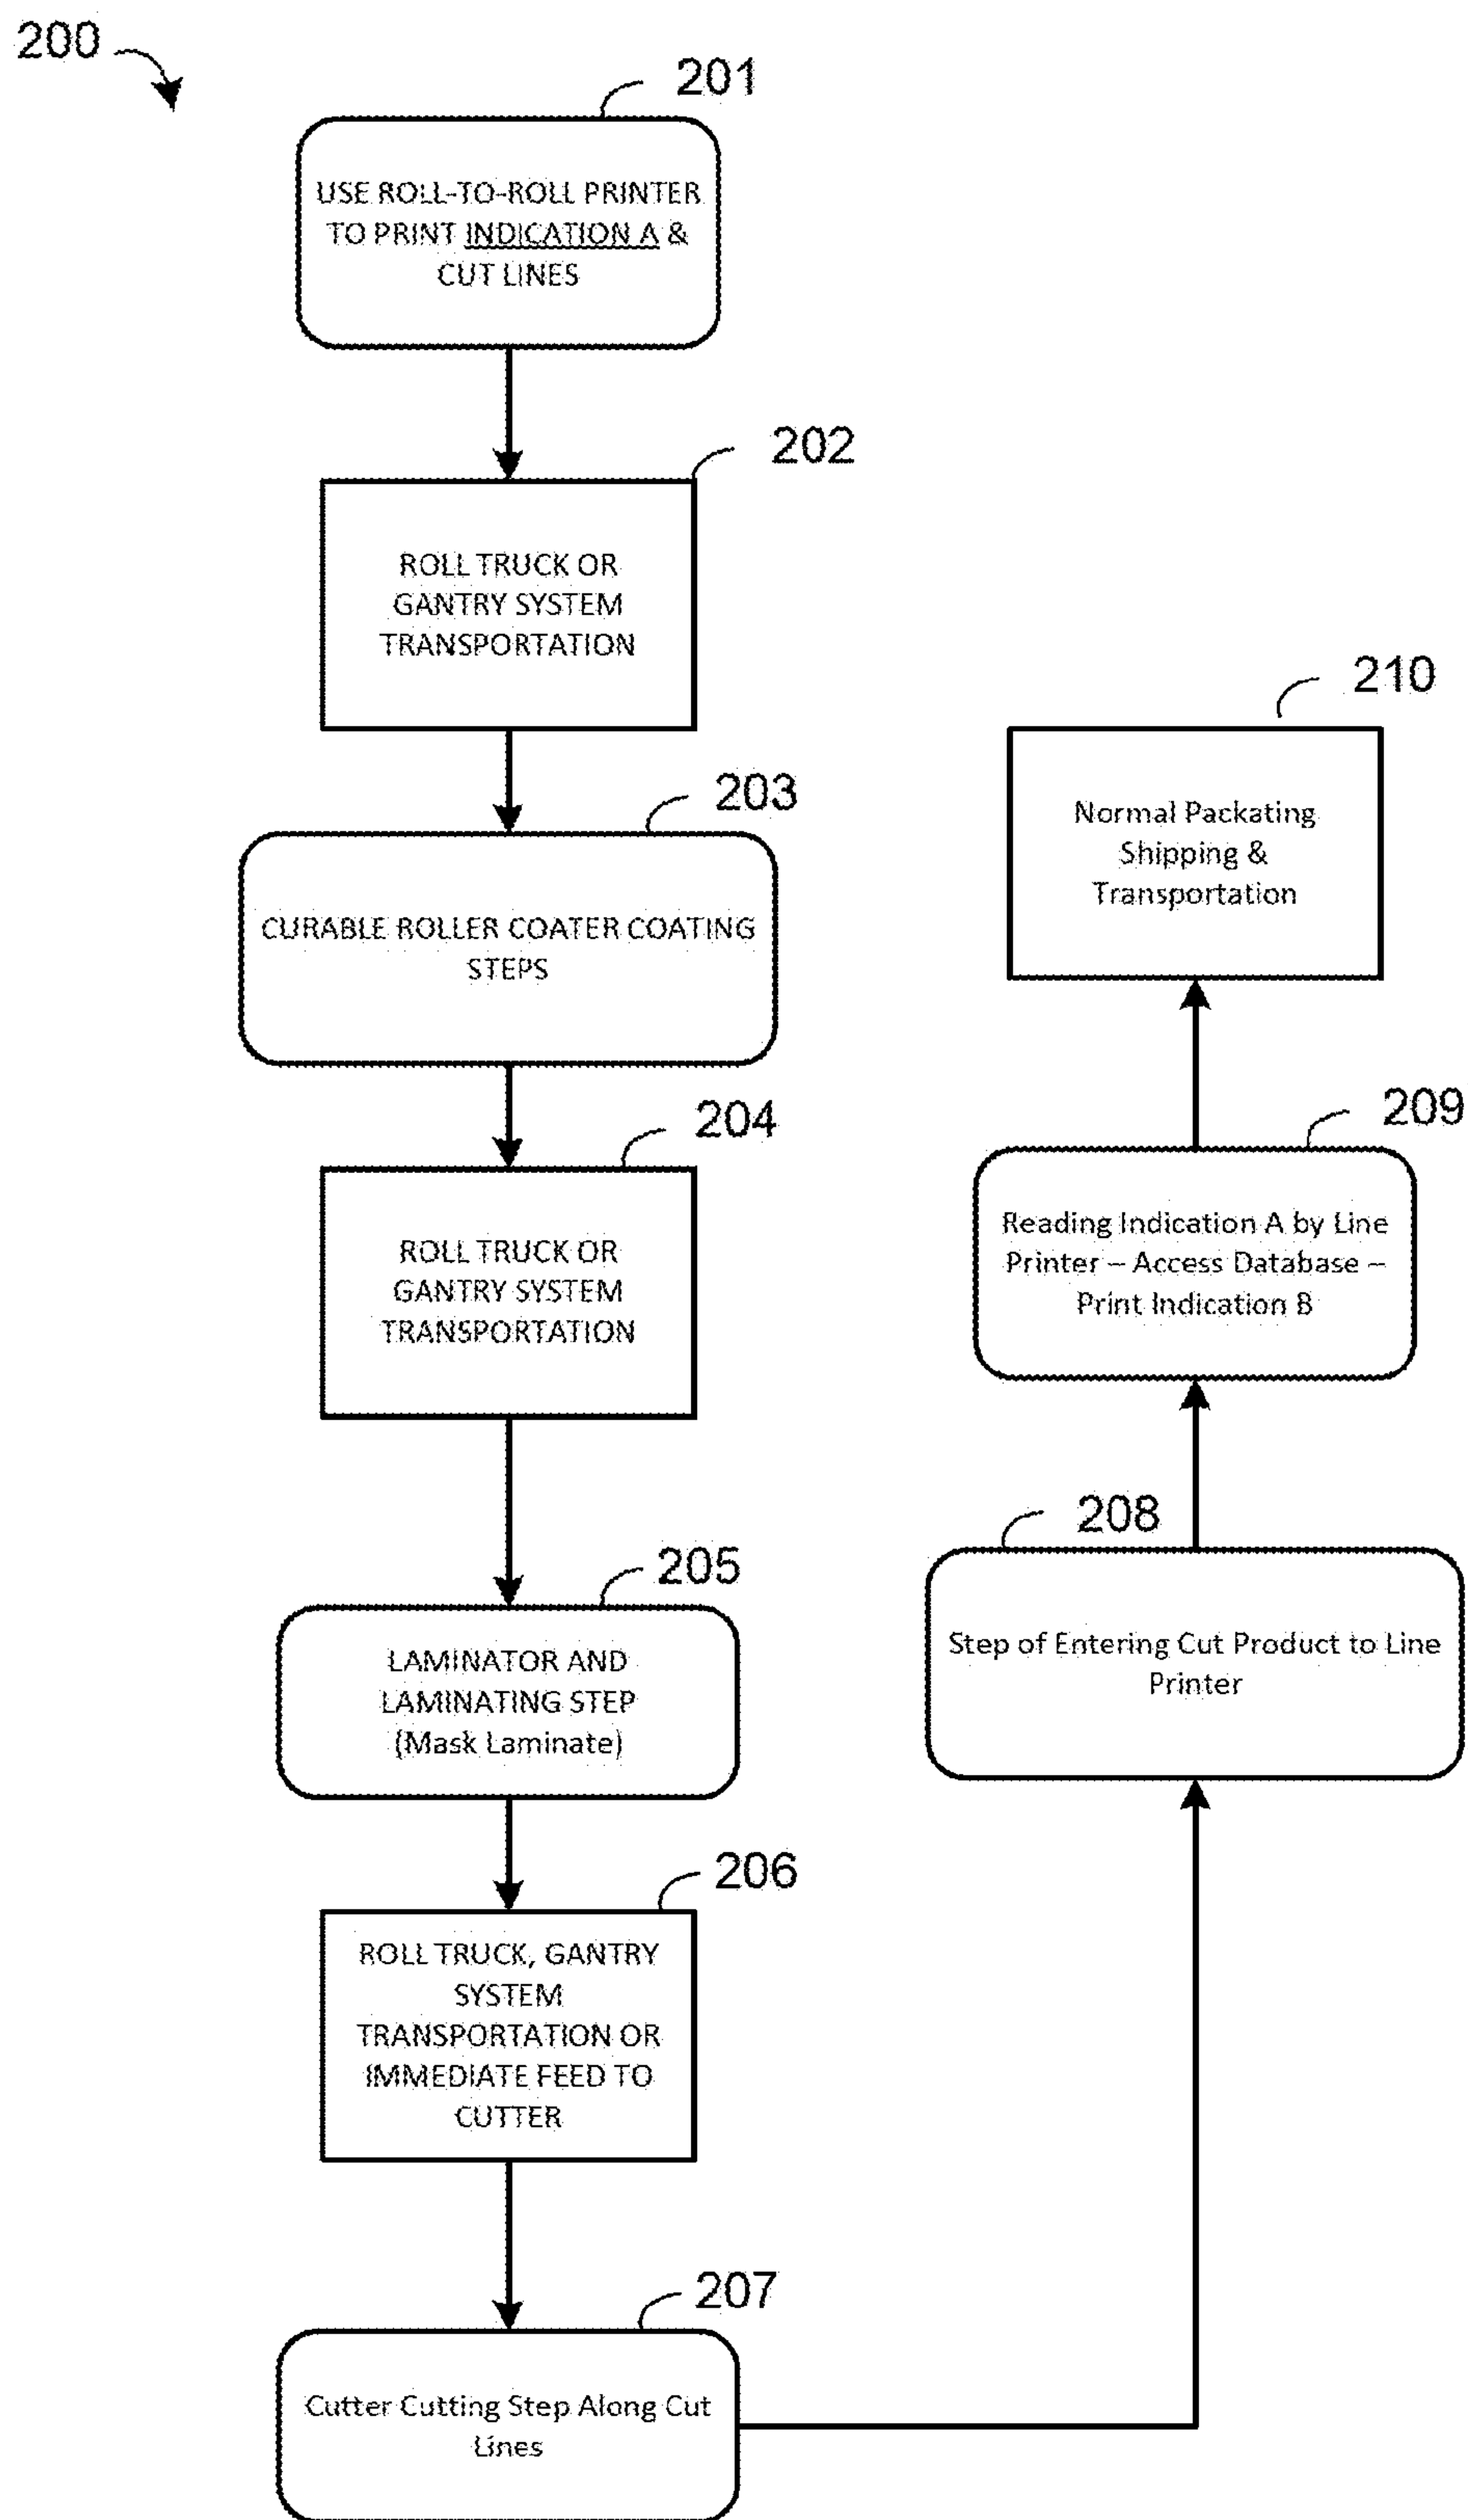 200
201
USE ROLL-TO-ROLL PRINTER
TO PRINT INDICATION A &
CUT LINES
202
ROLL TRUCK OR
GANTRY SYSTEM
TRANSPORTATION
203
CURABLE ROLLER COATER COATING
STEPS
204
ROLL TRUCK OR
GANTRY SYSTEM
TRANSPORTATION
205
LAMINATOR AND
LAMINATING STEP
(Mask Laminate)
206
ROLL TRUCK, GANTRY
SYSTEM
TRANSPORTATION OR
IMMEDIATE FEED TO
CUTTER
207
Cutter Cutting Step Along Cut
Lines
208
Step of Entering Cut Product to Line
Printer
209
Reading Indication A by Line
Printer – Access Database –
Print Indication B
210
Normal Packating
Shipping &
Transportation